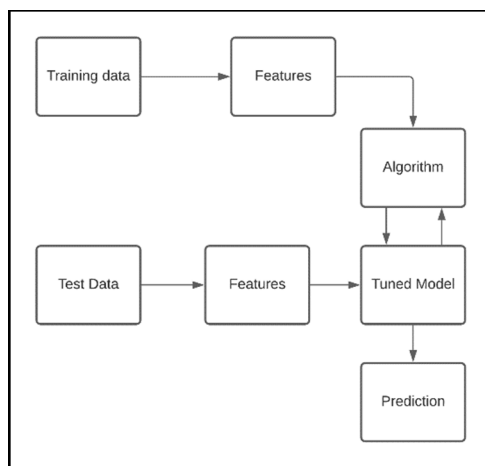 Training data
Features
Algorithm
Test Data
Features
Tuned Model
Prediction